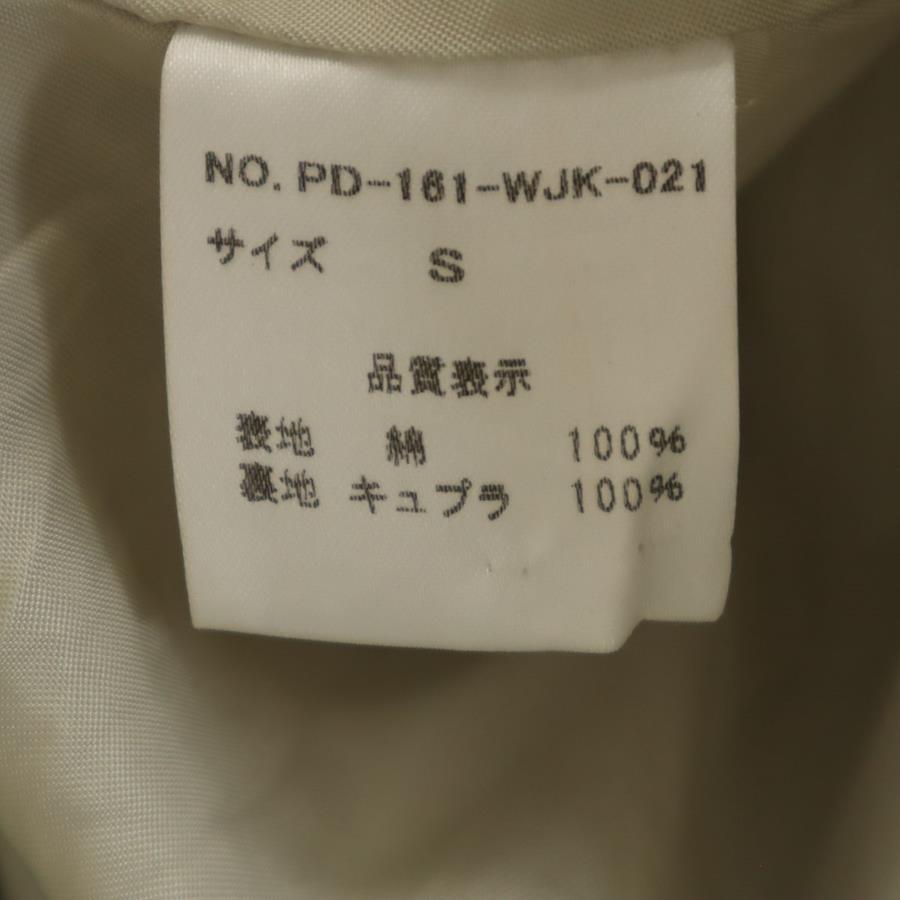 NO. PD-161-WJK-021
サイズ S
品質表示
表地 綿 100%
裏地 キュプラ 100%